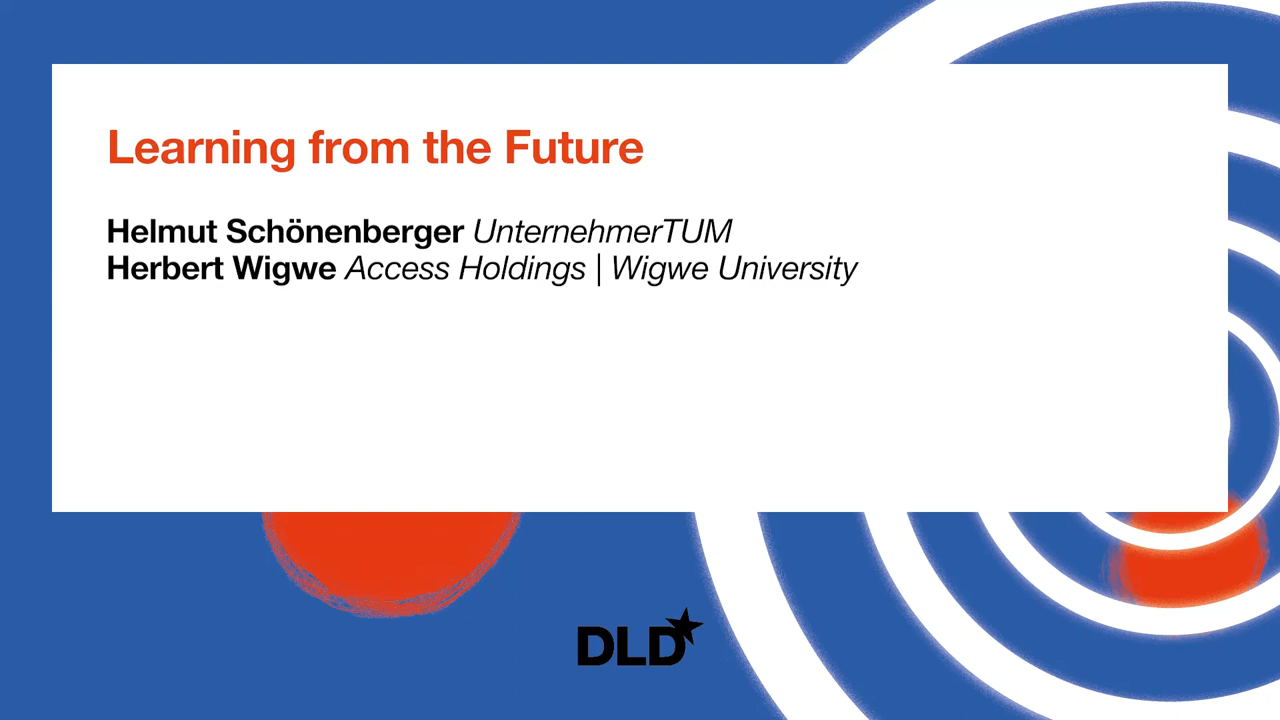 Learning from the Future
Helmut Schönenberger UnternehmerTUM
Herbert Wigwe Access Holdings | Wigwe University
DLD